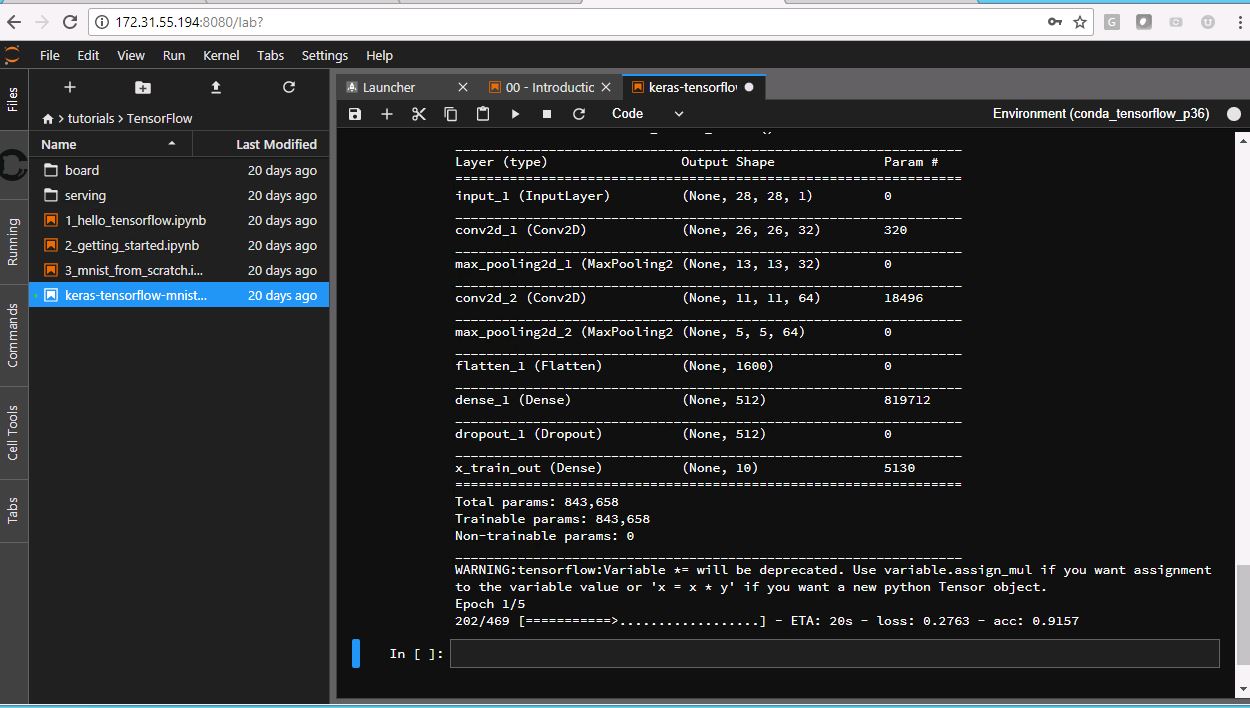 172.31.55.194:8080/lab?
File Edit View Run Kernel Tabs Settings Help
Files
Running
Commands
Cell Tools
Tabs
tutorials > TensorFlow
Name Last Modified
board 20 days ago
serving 20 days ago
1_hello_tensorflow.ipynb 20 days ago
2_getting_started.ipynb 20 days ago
3_mnist_from_scratch.i... 20 days ago
keras-tensorflow-mnist... 20 days ago
Launcher 00 - Introductic keras-tensorflov
Code Environment (conda_tensorflow_p36)
Layer (type) Output Shape Param #
=================================================================
input_1 (InputLayer) (None, 28, 28, 1) 0
_________________________________________________________________
conv2d_1 (Conv2D) (None, 26, 26, 32) 320
_________________________________________________________________
max_pooling2d_1 (MaxPooling2 (None, 13, 13, 32) 0
_________________________________________________________________
conv2d_2 (Conv2D) (None, 11, 11, 64) 18496
_________________________________________________________________
max_pooling2d_2 (MaxPooling2 (None, 5, 5, 64) 0
_________________________________________________________________
flatten_1 (Flatten) (None, 1600) 0
_________________________________________________________________
dense_1 (Dense) (None, 512) 819712
_________________________________________________________________
dropout_1 (Dropout) (None, 512) 0
_________________________________________________________________
x_train_out (Dense) (None, 10) 5130
=================================================================
Total params: 843,658
Trainable params: 843,658
Non-trainable params: 0
_________________________________________________________________
WARNING:tensorflow:Variable *= will be deprecated. Use variable.assign_mul if you want assignment
to the variable value or 'x = x * y' if you want a new python Tensor object.
Epoch 1/5
202/469 [===========>..................] - ETA: 20s - loss: 0.2763 - acc: 0.9157
In [ ]: